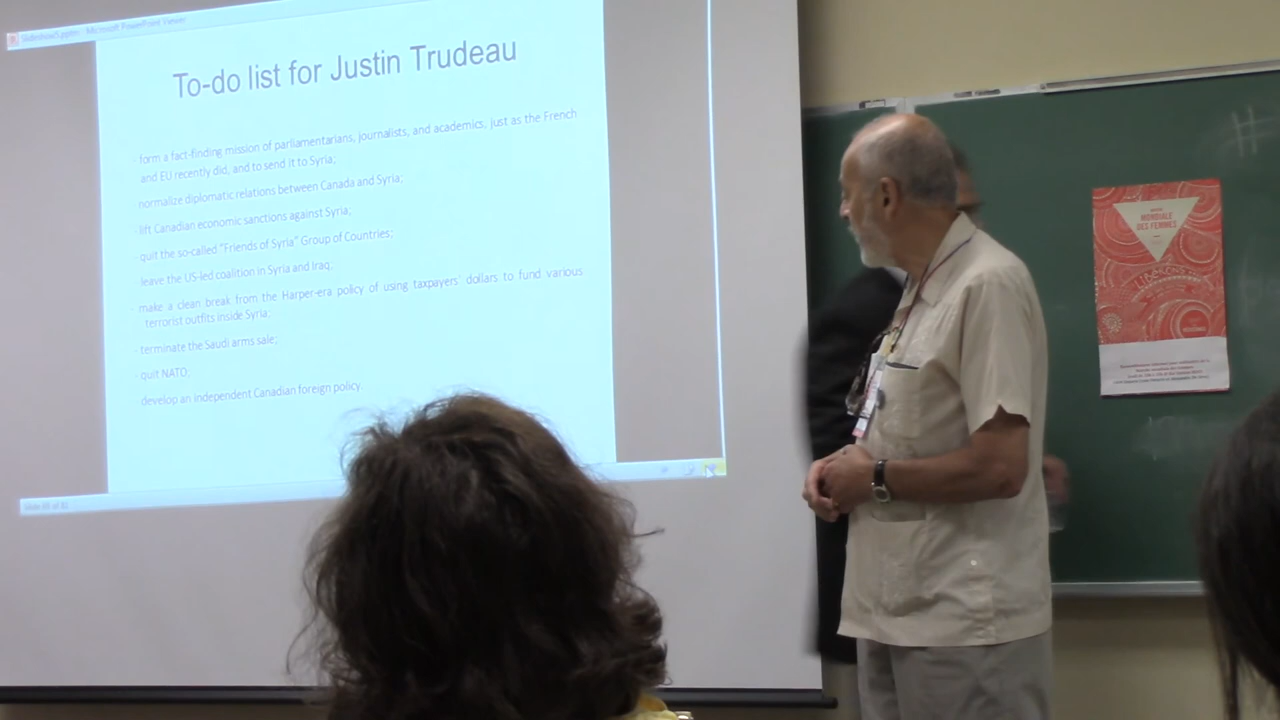 Slideshow5.pptm - Microsoft PowerPoint Viewer
To-do list for Justin Trudeau
- form a fact-finding mission of parliamentarians, journalists, and academics, just as the French
and EU recently did, and to send it to Syria;
normalize diplomatic relations between Canada and Syria;
- lift Canadian economic sanctions against Syria;
- quit the so-called "Friends of Syria" Group of Countries;
leave the US-led coalition in Syria and Iraq;
- make a clean break from the Harper-era policy of using taxpayers' dollars to fund various
terrorist outfits inside Syria;
- terminate the Saudi arms sale;
- quit NATO;
- develop an independent Canadian foreign policy.
MONDIALE
DES FEMMES